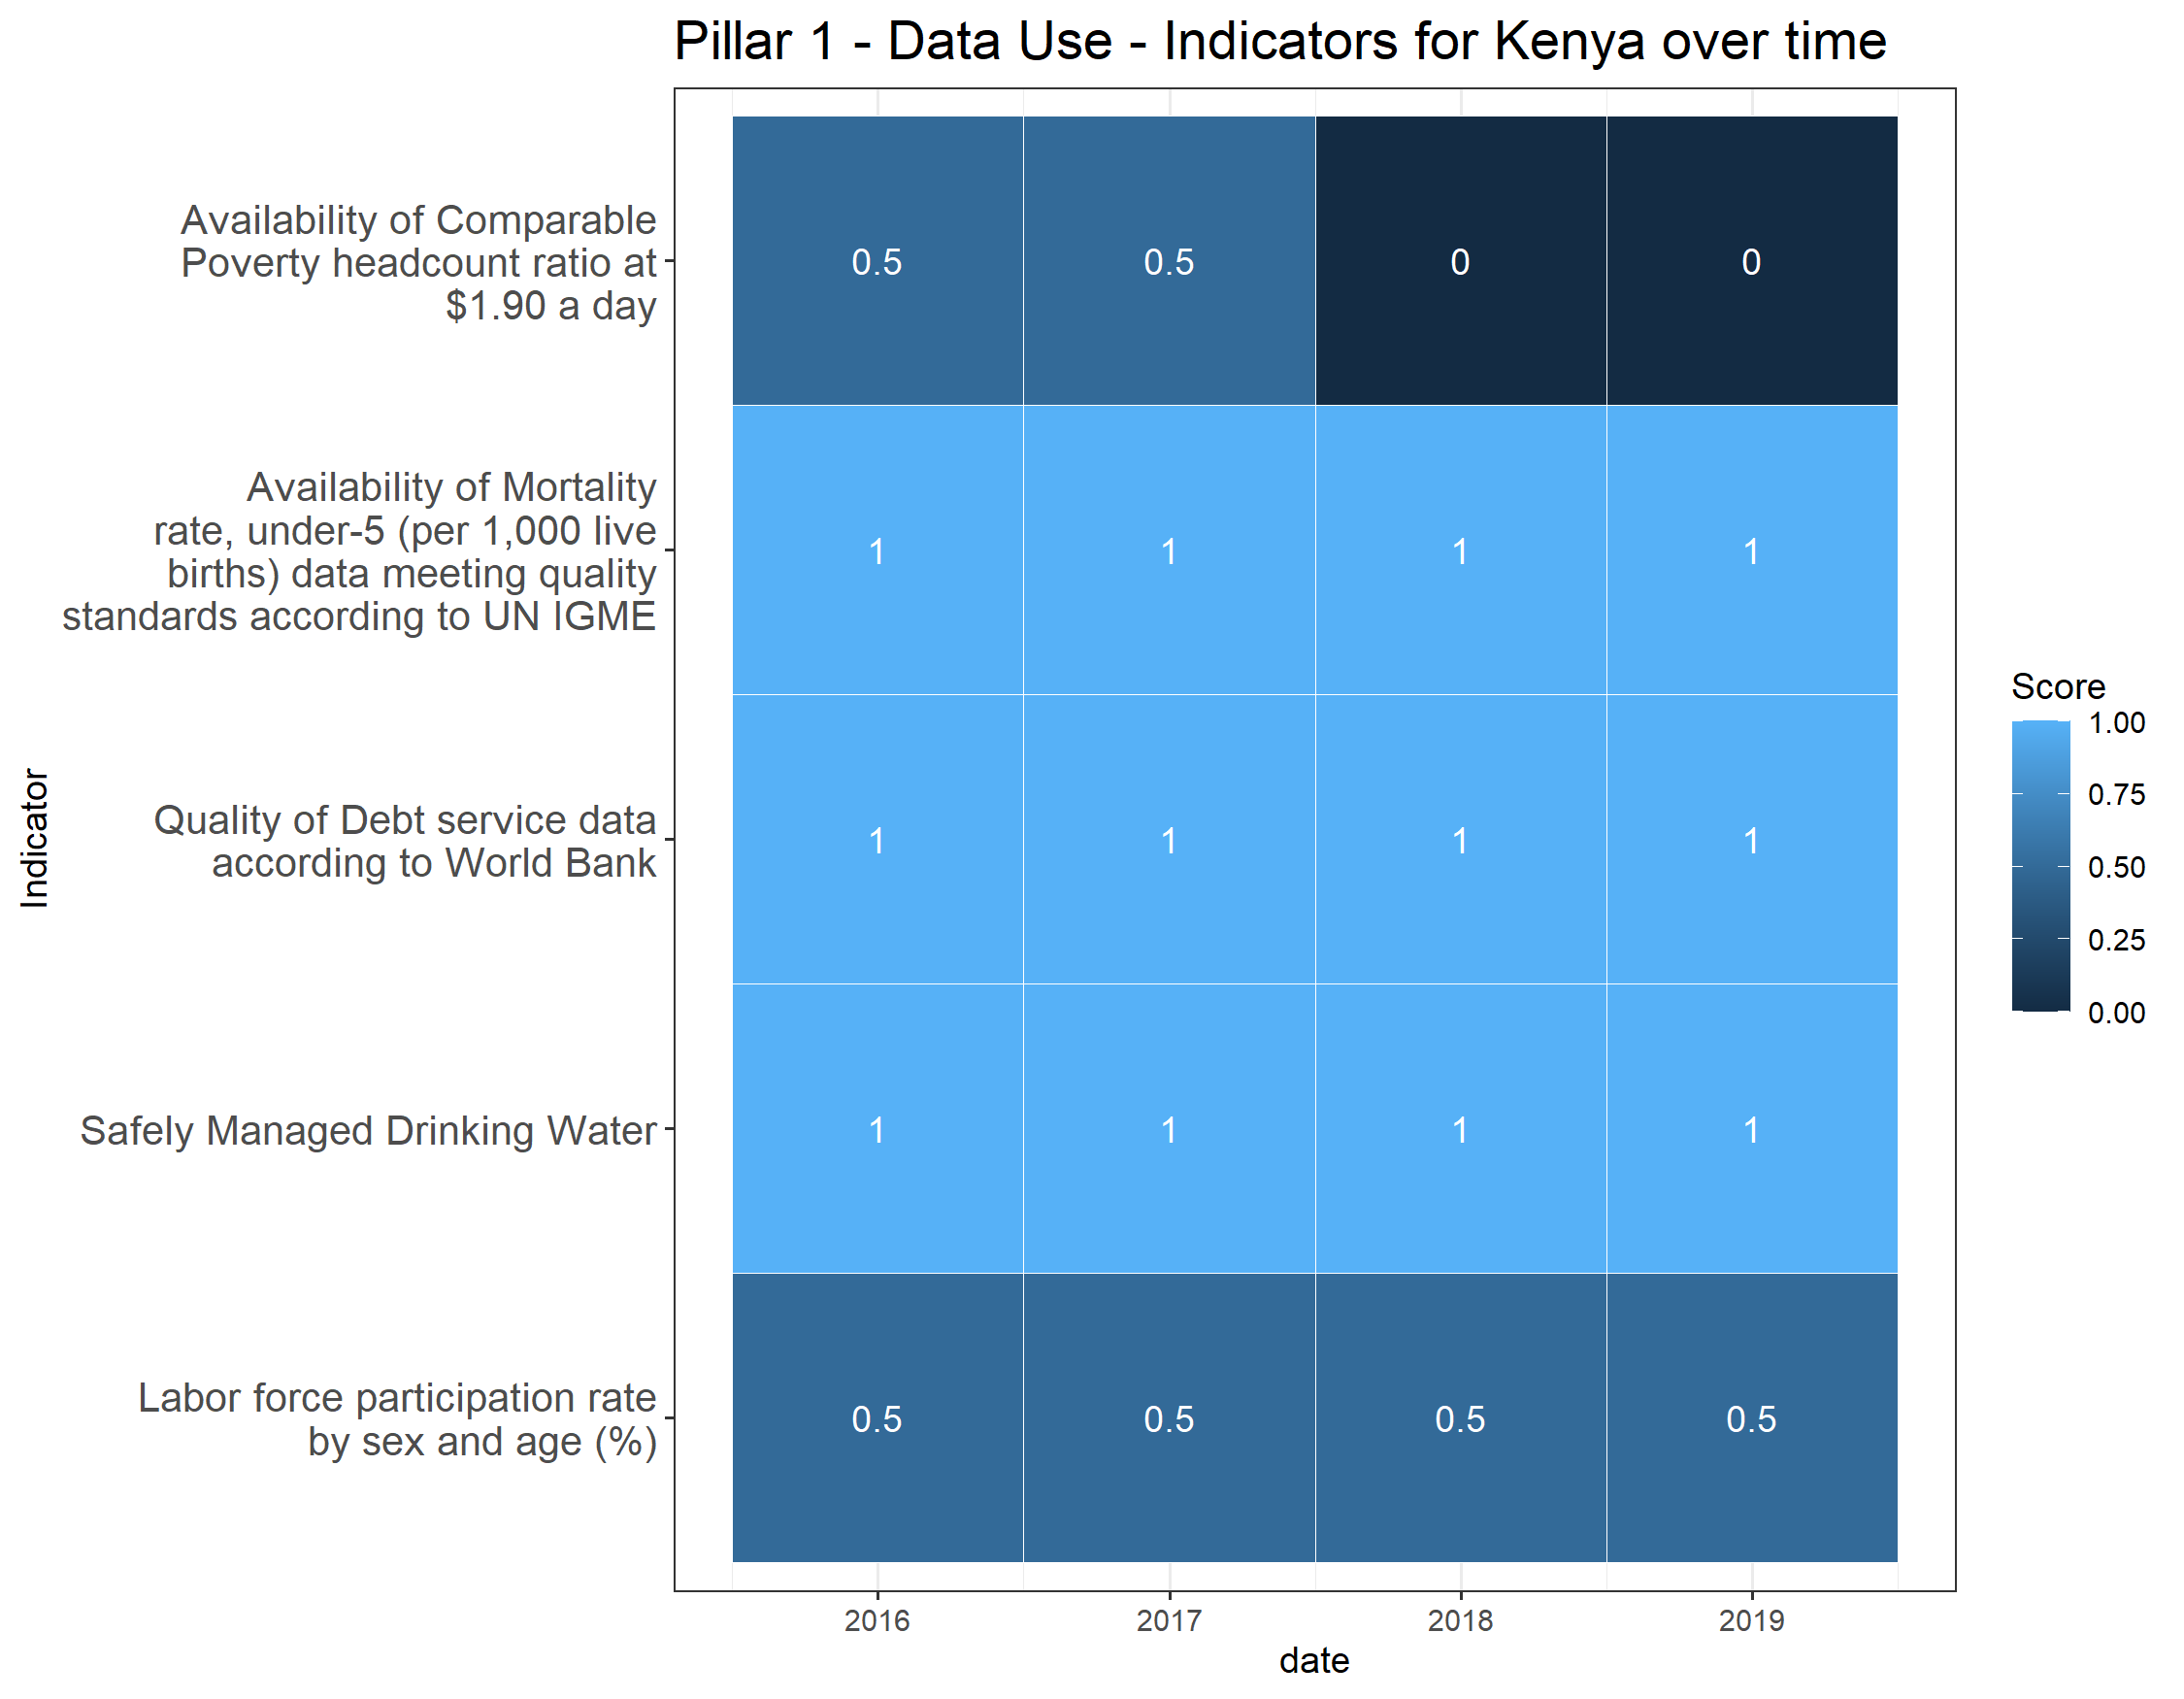 Pillar 1 - Data Use - Indicators for Kenya over time
Availability of Comparable
Poverty headcount ratio at
$1.90 a day
0.5 0.5 0 0
Availability of Mortality
rate, under-5 (per 1,000 live
births) data meeting quality
standards according to UN IGME
1 1 1 1
Quality of Debt service data
according to World Bank
1 1 1 1
Safely Managed Drinking Water
1 1 1 1
Labor force participation rate
by sex and age (%)
0.5 0.5 0.5 0.5
Indicator
2016 2017 2018 2019
date
Score
1.00
0.75
0.50
0.25
0.00